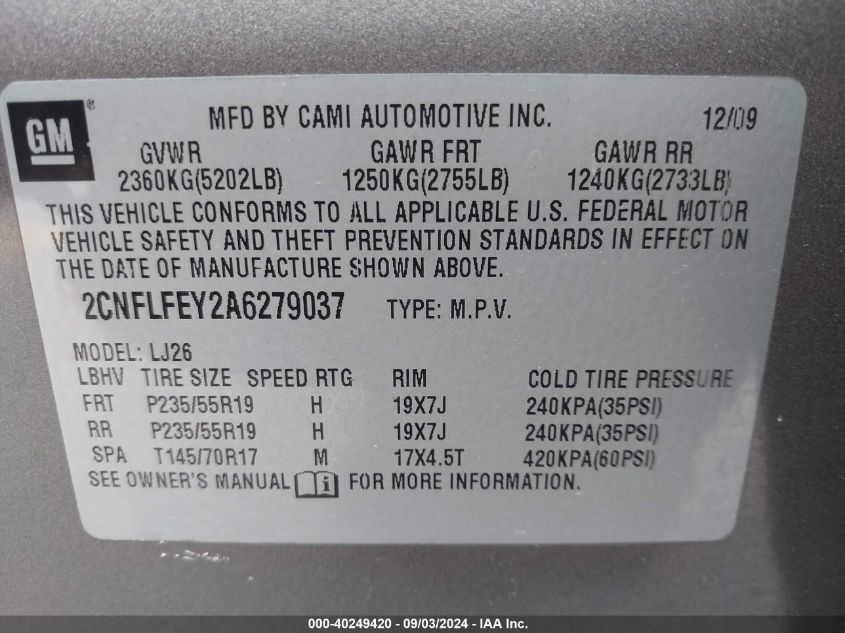 GM ®
MFD BY CAMI AUTOMOTIVE INC. 12/09
GVWR GAWR FRT GAWR RR
2360KG(5202LB) 1250KG(2755LB) 1240KG(2733LB)
THIS VEHICLE CONFORMS TO ALL APPLICABLE U.S. FEDERAL MOTOR
VEHICLE SAFETY AND THEFT PREVENTION STANDARDS IN EFFECT ON
THE DATE OF MANUFACTURE SHOWN ABOVE.
2CNFLFEY2A6279037 TYPE: M.P.V.
MODEL: LJ26
LBHV TIRE SIZE SPEED RTG RIM COLD TIRE PRESSURE
FRT P235/55R19 H 19X7J 240KPA(35PSI)
RR P235/55R19 H 19X7J 240KPA(35PSI)
SPA T145/70R17 M 17X4.5T 420KPA(60PSI)
SEE OWNER'S MANUAL i FOR MORE INFORMATION.
000-40249420 - 09/03/2024 - IAA Inc.